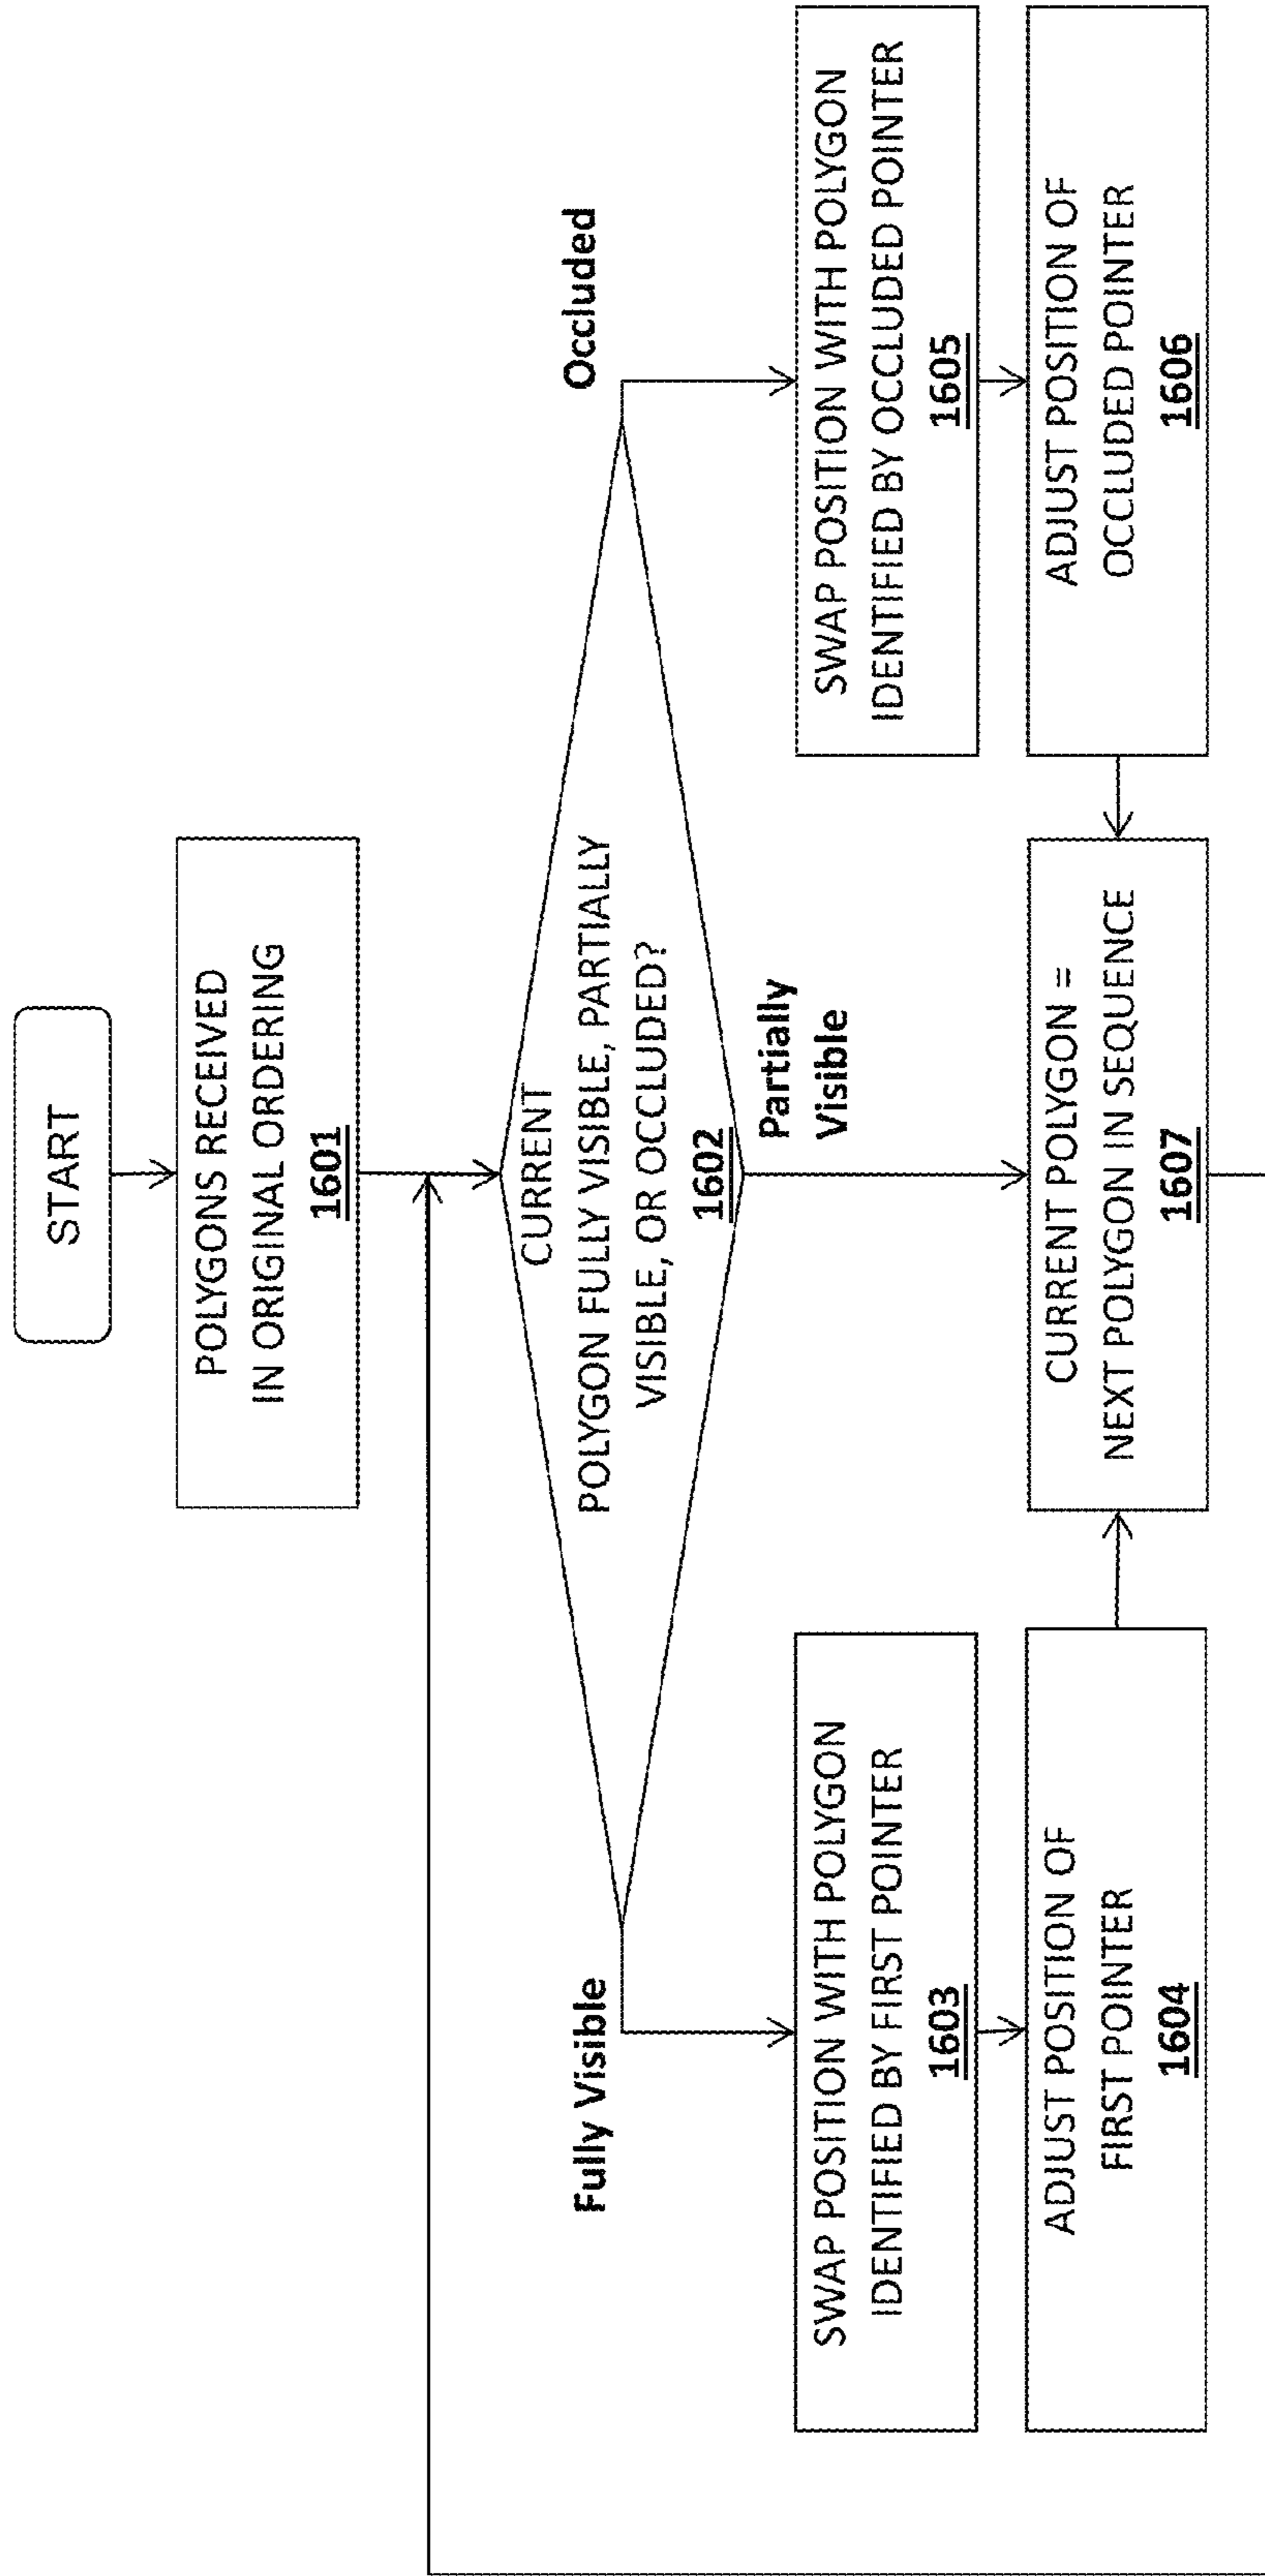 START
POLYGONS RECEIVED
IN ORIGINAL ORDERING
1601
CURRENT
POLYGON FULLY VISIBLE, PARTIALLY
VISIBLE, OR OCCLUDED?
1602
Fully Visible
Partially
Visible
Occluded
SWAP POSITION WITH POLYGON
IDENTIFIED BY FIRST POINTER
1603
ADJUST POSITION OF
FIRST POINTER
1604
SWAP POSITION WITH POLYGON
IDENTIFIED BY OCCLUDED POINTER
1605
ADJUST POSITION OF
OCCLUDED POINTER
1606
CURRENT POLYGON =
NEXT POLYGON IN SEQUENCE
1607